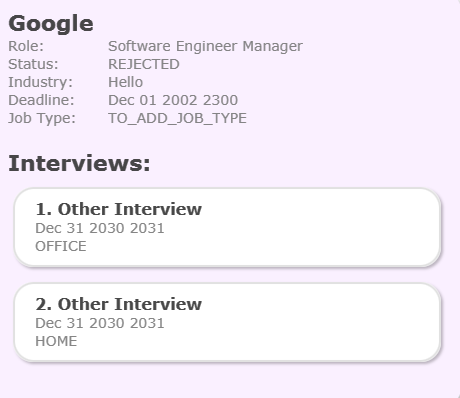 Google
Role: Software Engineer Manager
Status: REJECTED
Industry: Hello
Deadline: Dec 01 2002 2300
Job Type: TO_ADD_JOB_TYPE
Interviews:
1. Other Interview
Dec 31 2030 2031
OFFICE
2. Other Interview
Dec 31 2030 2031
HOME